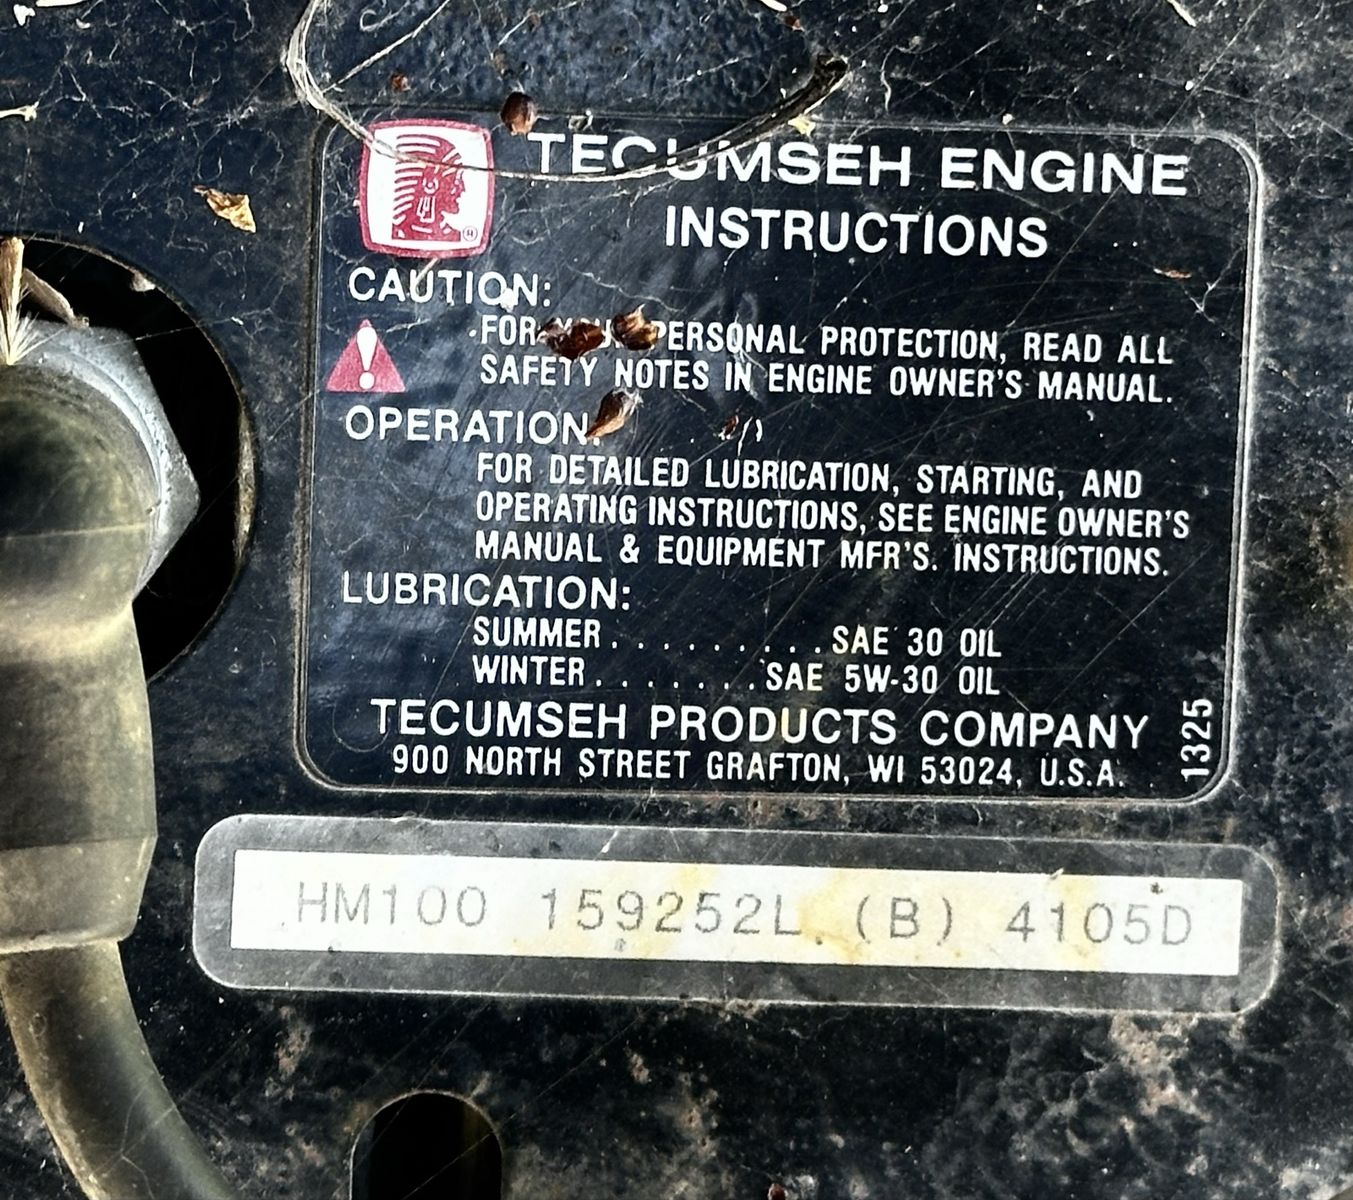 TECUMSEH ENGINE
INSTRUCTIONS
CAUTION:
FOR YOUR PERSONAL PROTECTION, READ ALL
SAFETY NOTES IN ENGINE OWNER'S MANUAL.
OPERATION:
FOR DETAILED LUBRICATION, STARTING, AND
OPERATING INSTRUCTIONS, SEE ENGINE OWNER'S
MANUAL & EQUIPMENT MFR'S. INSTRUCTIONS.
LUBRICATION:
SUMMER.........SAE 30 OIL
WINTER.......SAE 5W-30 OIL
TECUMSEH PRODUCTS COMPANY
900 NORTH STREET GRAFTON, WI 53024, U.S.A.
1325
HM100 159252L (B) 4105D